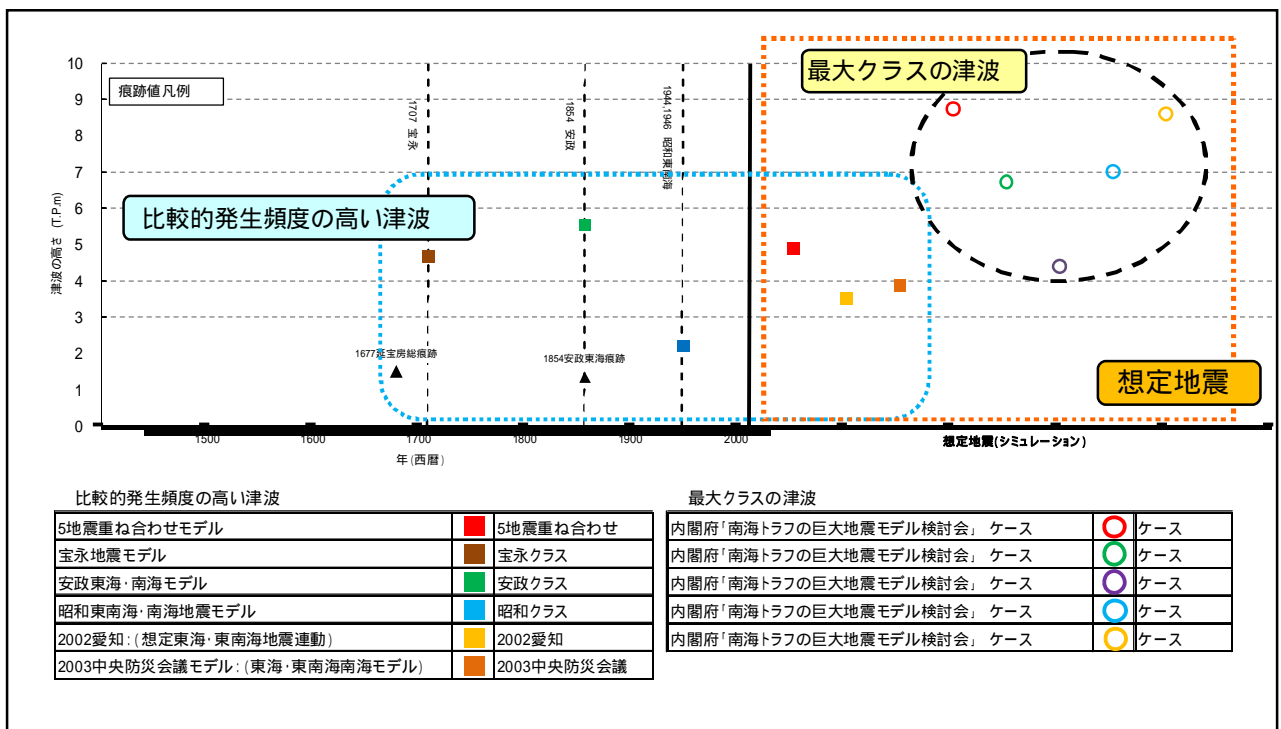 最大クラスの津波
痕跡値凡例
津波の高さ (T.P.m)
10
9
8
7
6
5
4
3
2
1
0
1707 宝永
1854 安政
1944,1946 昭和東南海
比較的発生頻度の高い津波
1854安政東海痕跡
想定地震
1500
1600
1700
1800
1900
2000
年(西暦)
想定地震(シミュレーション)
比較的発生頻度の高い津波
5地震重ね合わせモデル 5地震重ね合わせ
宝永地震モデル 宝永クラス
安政東海・南海モデル 安政クラス
昭和東南海・南海地震モデル 昭和クラス
2002愛知:(想定東海・東南海地震連動) 2002愛知
2003中央防災会議モデル:(東海・東南海南海モデル) 2003中央防災会議
最大クラスの津波
内閣府「南海トラフの巨大地震モデル検討会」 ケース ケース
内閣府「南海トラフの巨大地震モデル検討会」 ケース ケース
内閣府「南海トラフの巨大地震モデル検討会」 ケース ケース
内閣府「南海トラフの巨大地震モデル検討会」 ケース ケース
内閣府「南海トラフの巨大地震モデル検討会」 ケース ケース